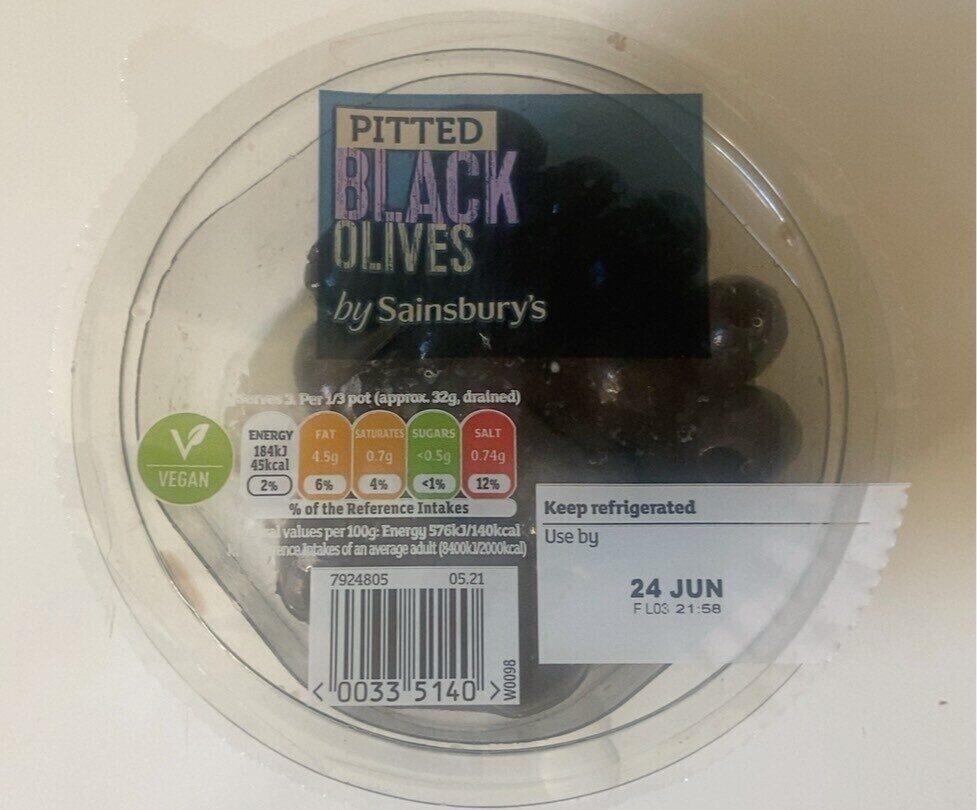 PITTED
BLACK
OLIVES
by Sainsbury's
Serves 3. Per 1/3 pot (approx. 32g, drained)
VEGAN
ENERGY
184kJ
45kcal
2%
FAT
4.5g
6%
SATURATES
0.7g
4%
SUGARS
<0.5g
<1%
SALT
0.74g
12%
% of the Reference Intakes
values per 100g: Energy 576kJ/140kcal
Intakes of an average adult (8400kJ/2000kcal)
Keep refrigerated
Use by
24 JUN
F L03 21:58
7924805 05.21
< 0033 5140 >
W0098